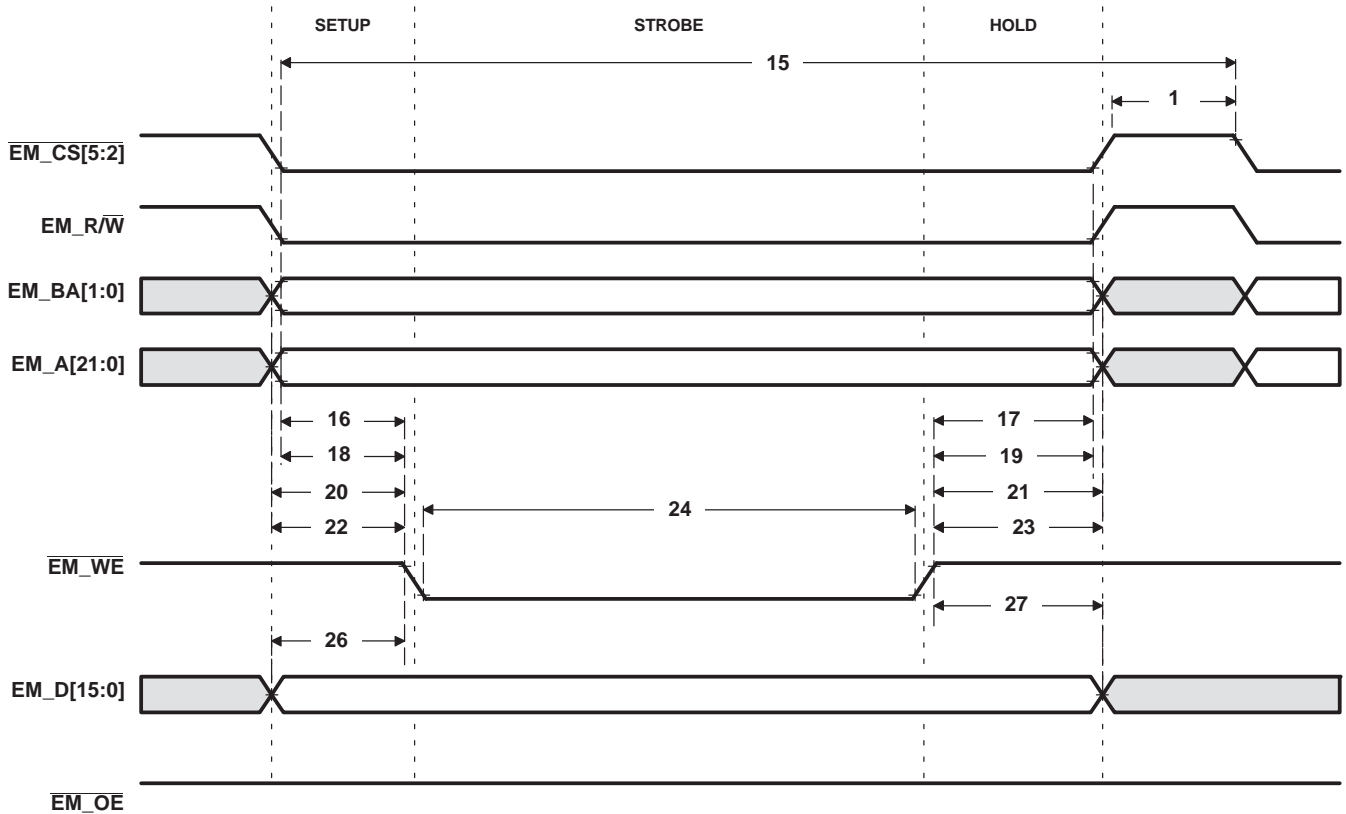 SETUP STROBE HOLD
15
1
EM_CS[5:2]
EM_R/W
EM_BA[1:0]
EM_A[21:0]
16 17
18 19
20 21
24
22 23
EM_WE
27
26
EM_D[15:0]
EM_OE